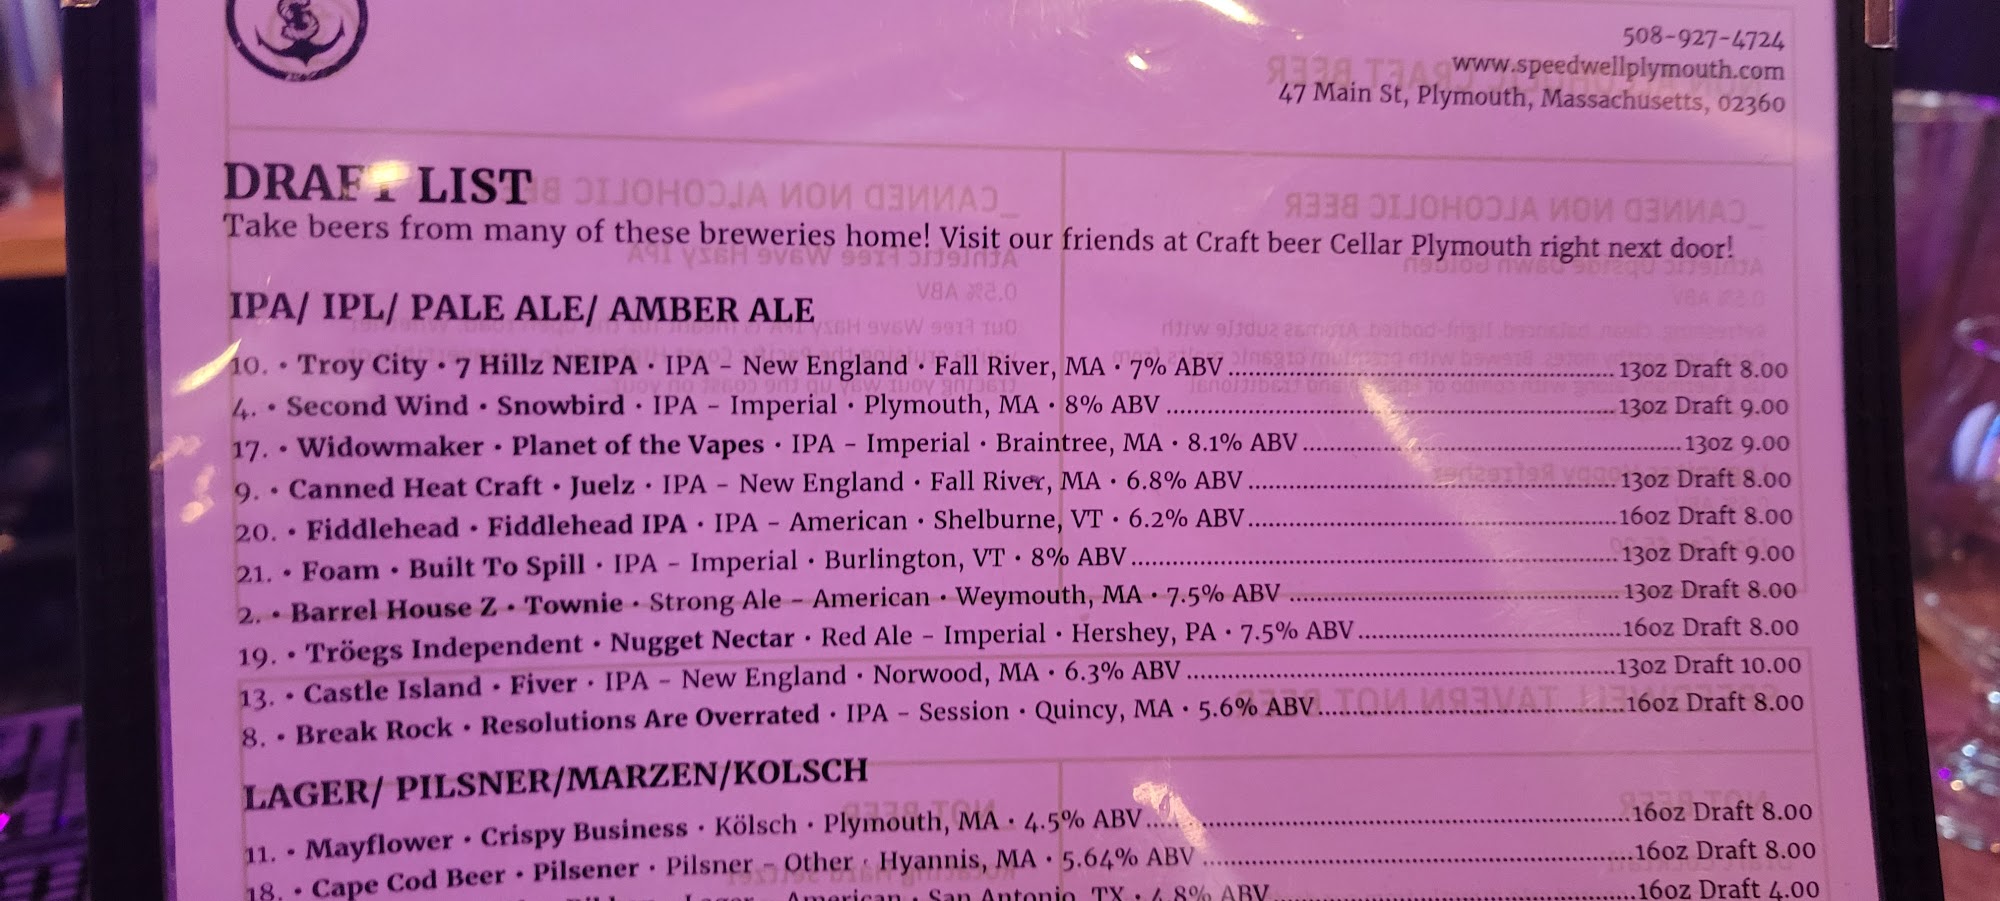 508-927-4724
www.speedwellplymouth.com
47 Main St, Plymouth, Massachusetts, 02360
DRAFT LIST
Take beers from many of these breweries home! Visit our friends at Craft beer Cellar Plymouth right next door!
IPA/ IPL/ PALE ALE/ AMBER ALE
10. • Troy City • 7 Hillz NEIPA • IPA - New England • Fall River, MA • 7% ABV ........ 13oz Draft 8.00
4. • Second Wind • Snowbird • IPA - Imperial • Plymouth, MA • 8% ABV ........ 13oz Draft 9.00
17. • Widowmaker • Planet of the Vapes • IPA - Imperial • Braintree, MA • 8.1% ABV ........ 13oz 9.00
9. • Canned Heat Craft • Juelz • IPA - New England • Fall River, MA • 6.8% ABV ........ 13oz Draft 8.00
20. • Fiddlehead • Fiddlehead IPA • IPA - American • Shelburne, VT • 6.2% ABV ........ 16oz Draft 8.00
21. • Foam • Built To Spill • IPA - Imperial • Burlington, VT • 8% ABV ........ 13oz Draft 9.00
2. • Barrel House Z • Townie • Strong Ale - American • Weymouth, MA • 7.5% ABV ........ 13oz Draft 8.00
19. • Tröegs Independent • Nugget Nectar • Red Ale - Imperial • Hershey, PA • 7.5% ABV ........ 16oz Draft 8.00
13. • Castle Island • Fiver • IPA - New England • Norwood, MA • 6.3% ABV ........ 13oz Draft 10.00
8. • Break Rock • Resolutions Are Overrated • IPA - Session • Quincy, MA • 5.6% ABV ........ 16oz Draft 8.00
LAGER/ PILSNER/MARZEN/KOLSCH
11. • Mayflower • Crispy Business • Kölsch • Plymouth, MA • 4.5% ABV ........ 16oz Draft 8.00
18. • Cape Cod Beer • Pilsener • Pilsner - Other • Hyannis, MA • 5.64% ABV ........ 16oz Draft 8.00
American • San Antonio, TX • 4.8% ABV ........ 16oz Draft 4.00